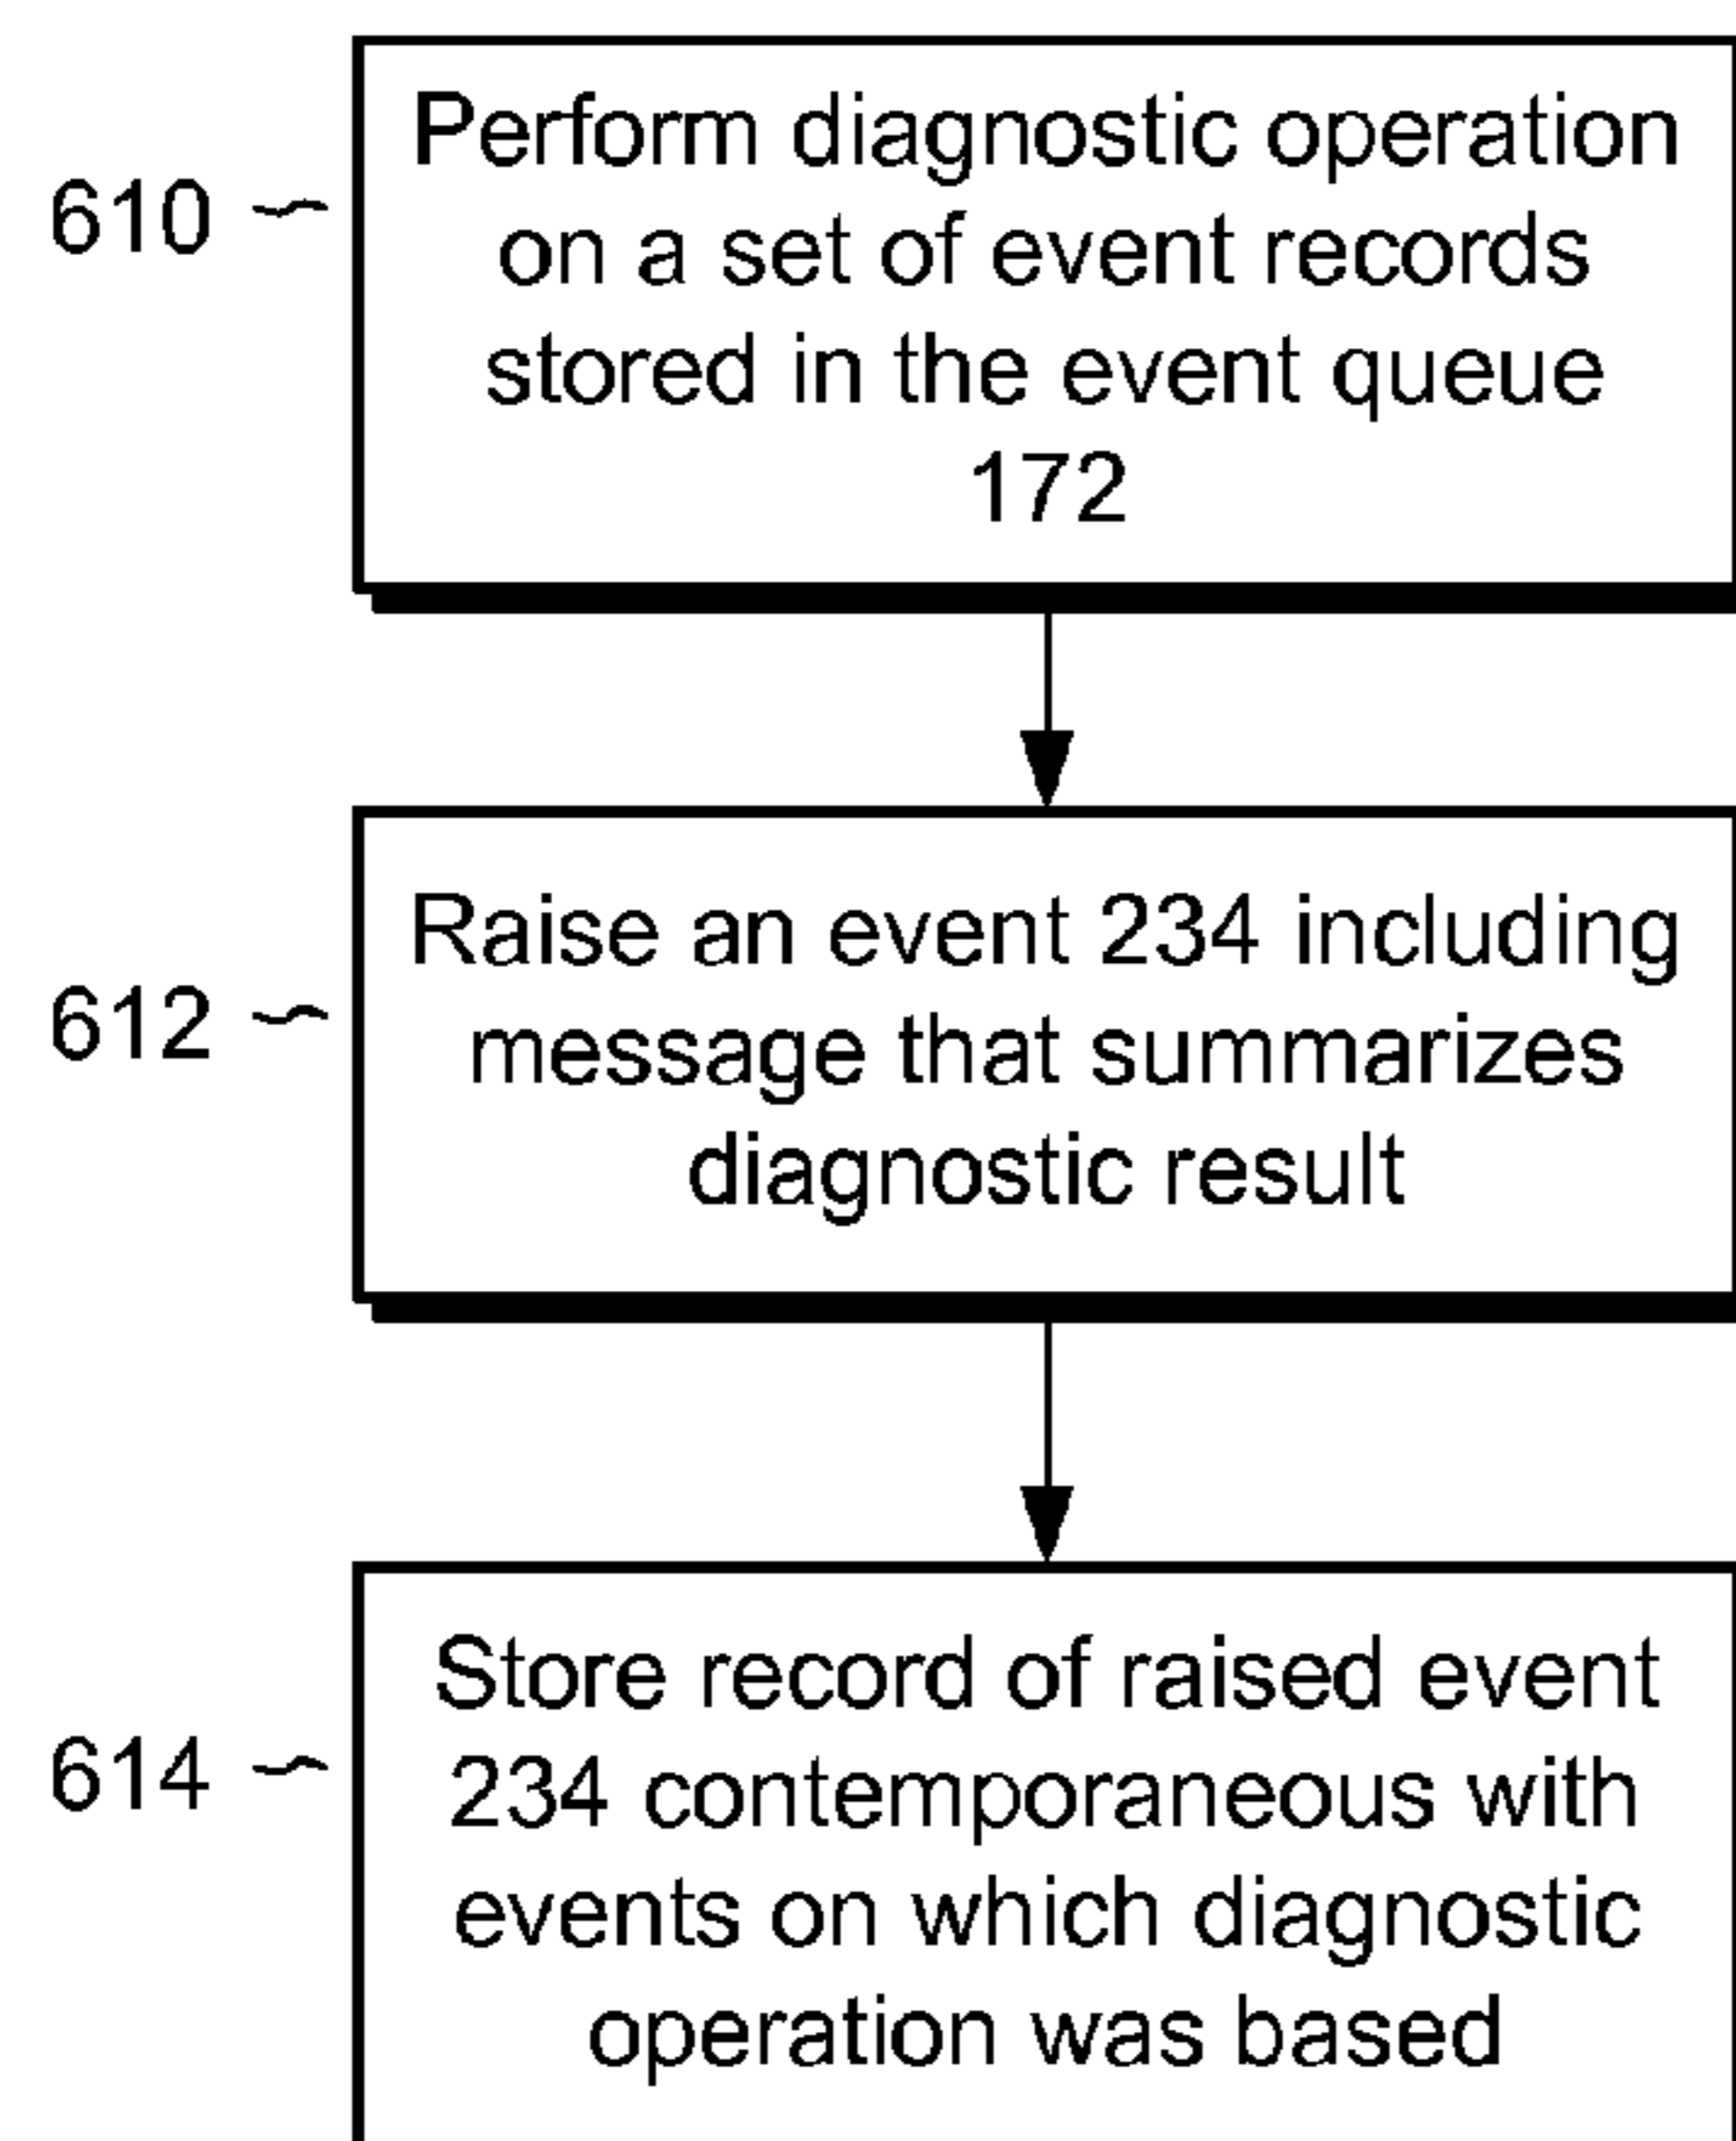 610
Perform diagnostic operation
on a set of event records
stored in the event queue
172
612
Raise an event 234 including
message that summarizes
diagnostic result
614
Store record of raised event
234 contemporaneous with
events on which diagnostic
operation was based